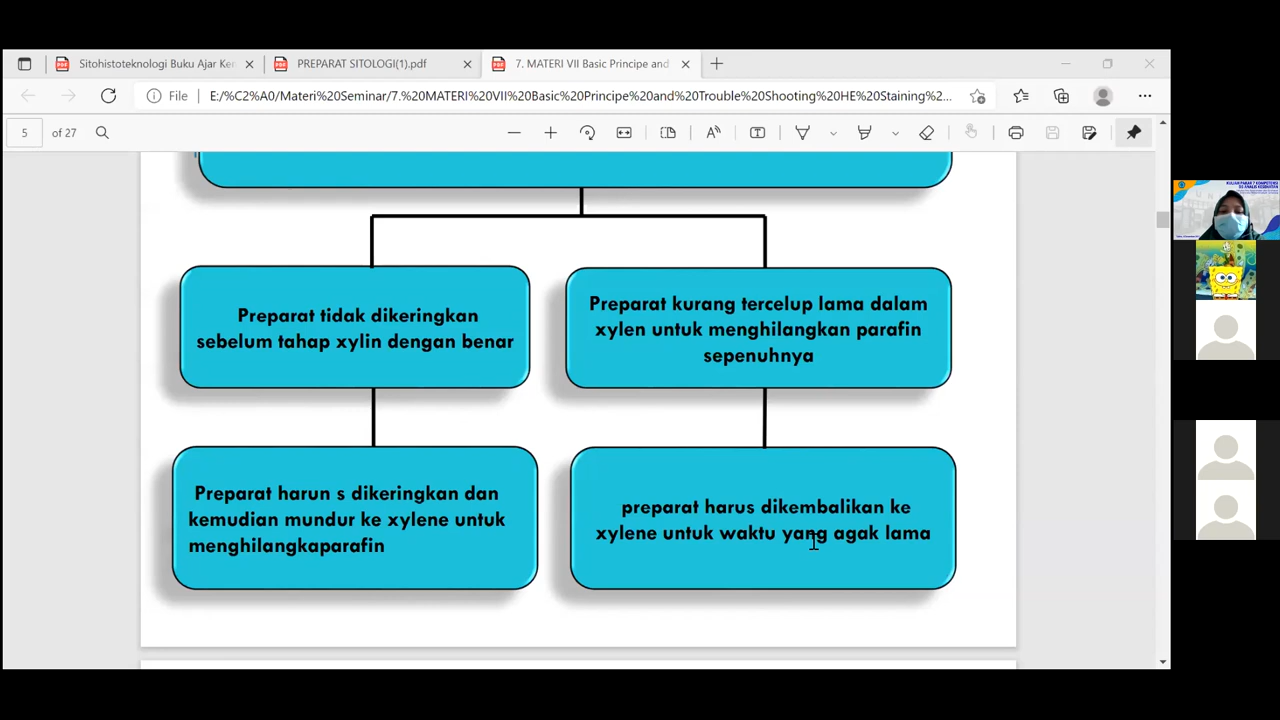 Sitohistoteknologi Buku Ajar Ker
PREPARAT SITOLOGI(1).pdf
7. MATERI VII Basic Principe and
File
E:/%C2%A0/Materi%20Seminar/7.%20MATERI%20VII%20Basic%20Principe%20and%20Trouble%20Shooting%20HE%20Staining%2...
5
of 27
Preparat tidak dikeringkan
sebelum tahap xylin dengan benar
Preparat kurang tercelup lama dalam
xylen untuk menghilangkan parafin
sepenuhnya
Preparat harun s dikeringkan dan
kemudian mundur ke xylene untuk
menghilangkaparafin
preparat harus dikembalikan ke
xylene untuk waktu yang agak lama